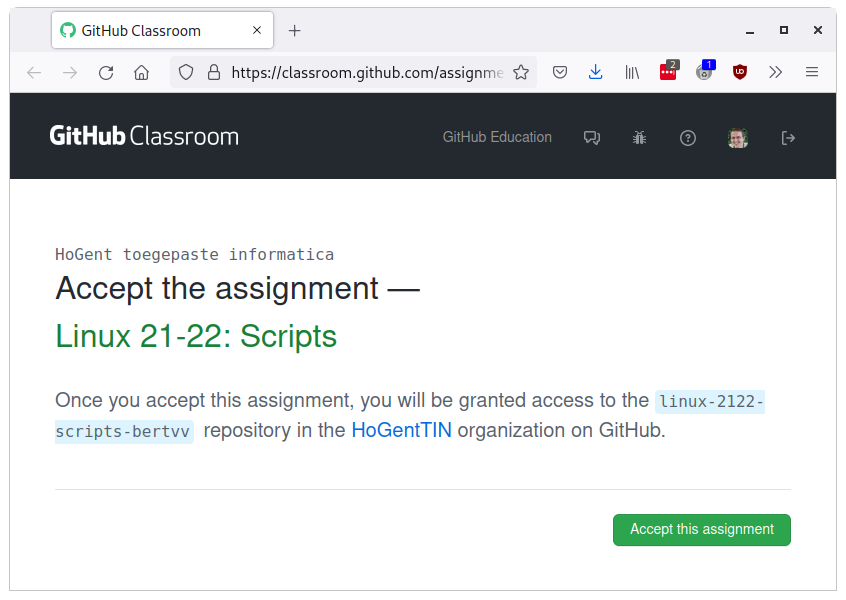 GitHub Classroom
https://classroom.github.com/assignme
2
1
GitHub Classroom
GitHub Education
HoGent toegepaste informatica
Accept the assignment —
Linux 21-22: Scripts
Once you accept this assignment, you will be granted access to the linux-2122-
scripts-bertvv repository in the HoGentTIN organization on GitHub.
Accept this assignment